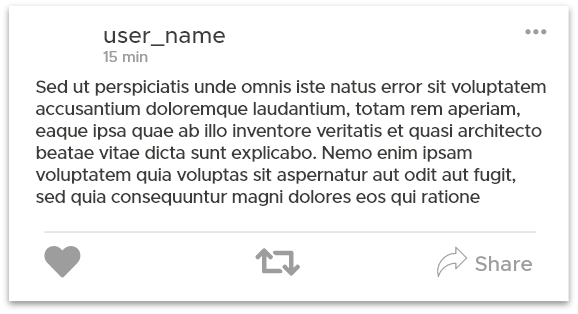 user_name
15 min
Sed ut perspiciatis unde omnis iste natus error sit voluptatem
accusantium doloremque laudantium, totam rem aperiam,
eaque ipsa quae ab illo inventore veritatis et quasi architecto
beatae vitae dicta sunt explicabo. Nemo enim ipsam
voluptatem quia voluptas sit aspernatur aut odit aut fugit,
sed quia consequuntur magni dolores eos qui ratione
Share